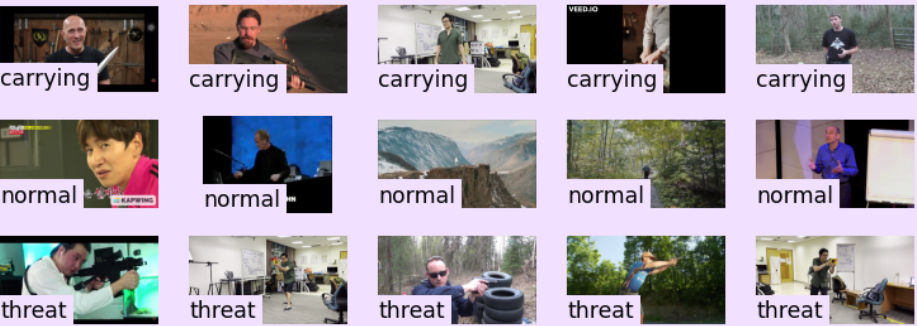 VEED.IO
carrying
carrying
carrying
carrying
carrying
KAPWING
normal
normal
normal
normal
normal
threat
threat
threat
threat
threat